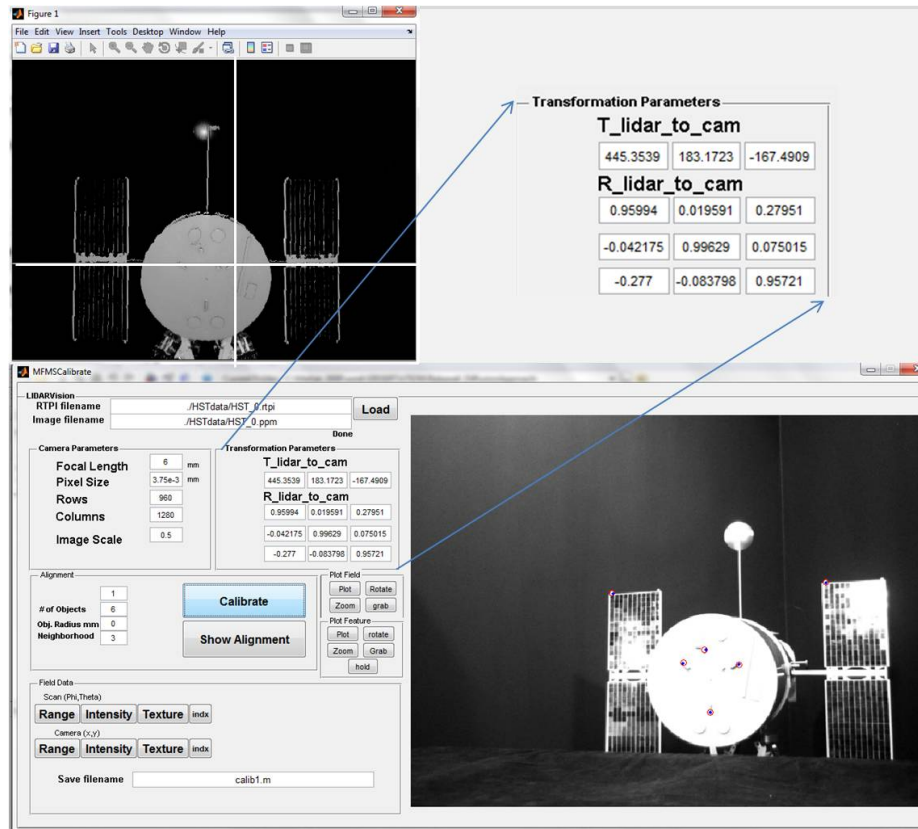 Figure 1
File Edit View Insert Tools Desktop Window Help
Transformation Parameters
T_lidar_to_cam
445.3539 183.1723 -167.4909
R_lidar_to_cam
0.95994 0.019591 0.27951
-0.042175 0.99629 0.075015
-0.277 -0.083798 0.95721
MFMSCalibrate
LIDARVision
RTPI filename ./HSTdata/HST_0.rtpi Load
Image filename ./HSTdata/HST_0.ppm
Done
Camera Parameters
Focal Length 6 mm
Pixel Size 3.75e-3 mm
Rows 960
Columns 1280
Image Scale 0.5
Transformation Parameters
T_lidar_to_cam
445.3539 183.1723 -167.4909
R_lidar_to_cam
0.95994 0.019591 0.27951
-0.042175 0.99629 0.075015
-0.277 -0.083798 0.95721
Alignment
1
# of Objects 6
Obj. Radius mm 0
Neighborhood 3
Calibrate
Show Alignment
Plot Field
Plot Rotate
Zoom grab
Plot Feature
Plot rotate
Zoom Grab
hold
Field Data
Scan (Phi,Theta)
Range Intensity Texture indx
Camera (x,y)
Range Intensity Texture indx
Save filename calib1.m